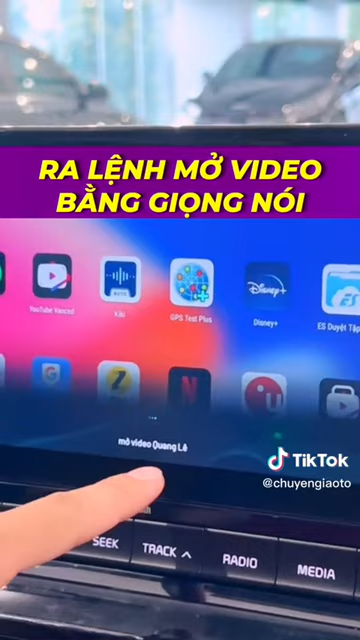 RA LỆNH MỞ VIDEO
BẰNG GIỌNG NÓI
YouTube Vanced
Kiki
GPS Test Plus
Disney+
Disney+
ES Duyệt Tập
mở video Quang Lê
TikTok
@chuyengiaoto
SEEK
TRACK
RADIO
MEDIA